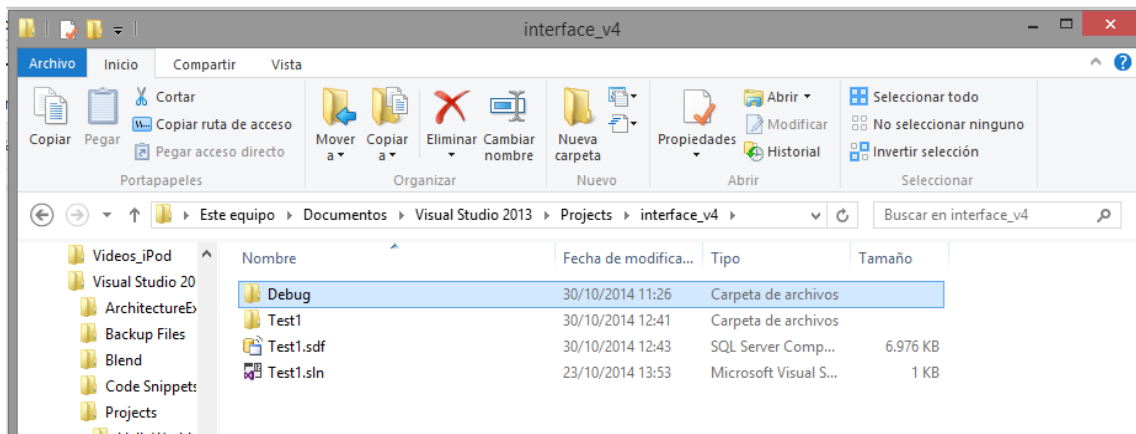 interface_v4
Archivo Inicio Compartir Vista
Copiar
Pegar
Cortar
Copiar ruta de acceso
Pegar acceso directo
Portapapeles
Mover a
Copiar a
Eliminar
Cambiar nombre
Organizar
Nueva carpeta
Nuevo
Propiedades
Abrir
Modificar
Historial
Abrir
Seleccionar todo
No seleccionar ninguno
Invertir selección
Seleccionar
Este equipo Documentos Visual Studio 2013 Projects interface_v4
Buscar en interface_v4
Videos_iPod
Visual Studio 20
ArchitectureEx
Backup Files
Blend
Code Snippets
Projects
Nombre Fecha de modifica... Tipo Tamaño
Debug 30/10/2014 11:26 Carpeta de archivos
Test1 30/10/2014 12:41 Carpeta de archivos
Test1.sdf 30/10/2014 12:43 SQL Server Comp... 6.976 KB
Test1.sln 23/10/2014 13:53 Microsoft Visual S... 1 KB